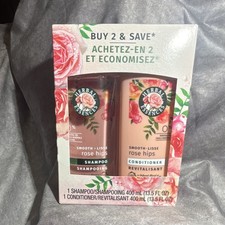 BUY 2 & SAVE*
ACHETEZ-EN 2
ET ÉCONOMISEZ*
HERBAL
ESSENCES
SMOOTH • LISSE
rose hips
SHAMPOO
SHAMPOOING
HERBAL
ESSENCES
SMOOTH • LISSE
rose hips
CONDITIONER
REVITALISANT
1 SHAMPOO/SHAMPOOING 400 mL (13.5 FL OZ)
1 CONDITIONER/REVITALISANT 400 mL (13.5 FL OZ)